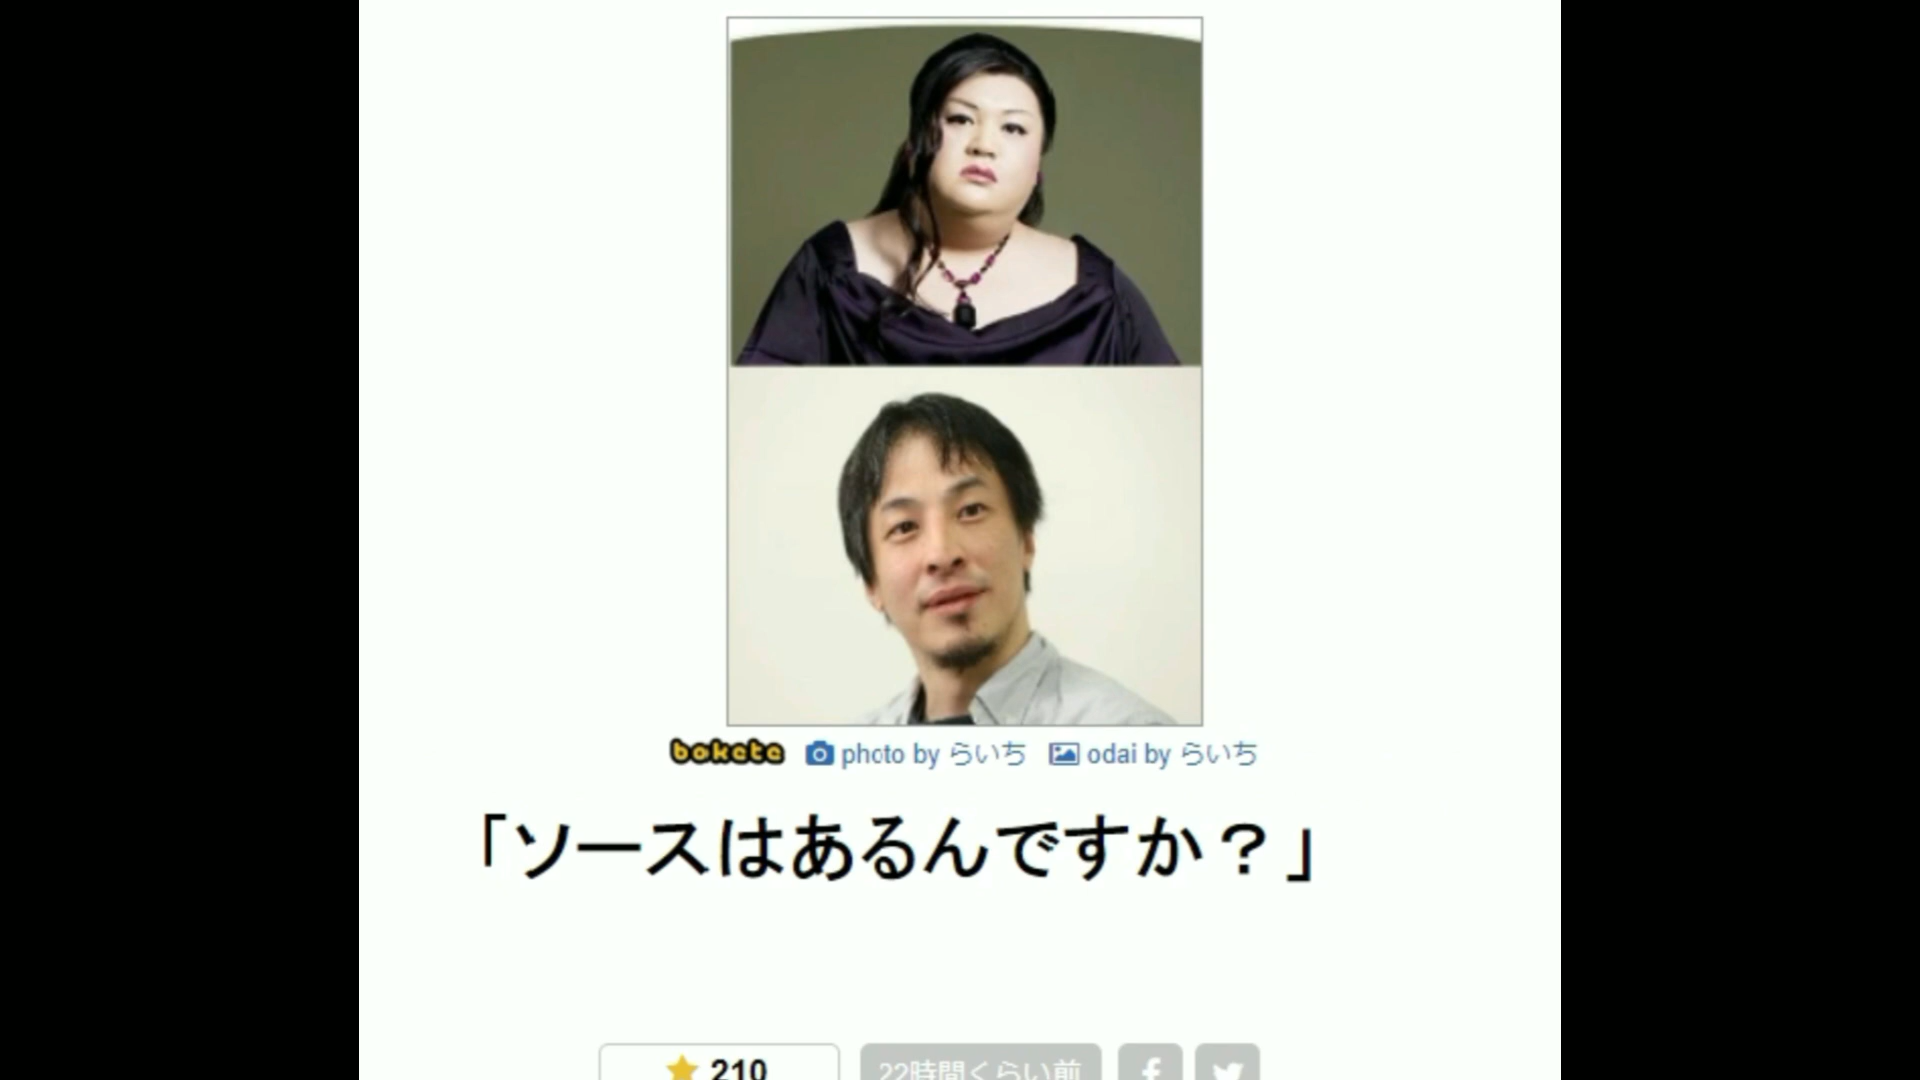 bokete photo by らいち odai by らいち
「ソースはあるんですか？」
210 22時間くらい前